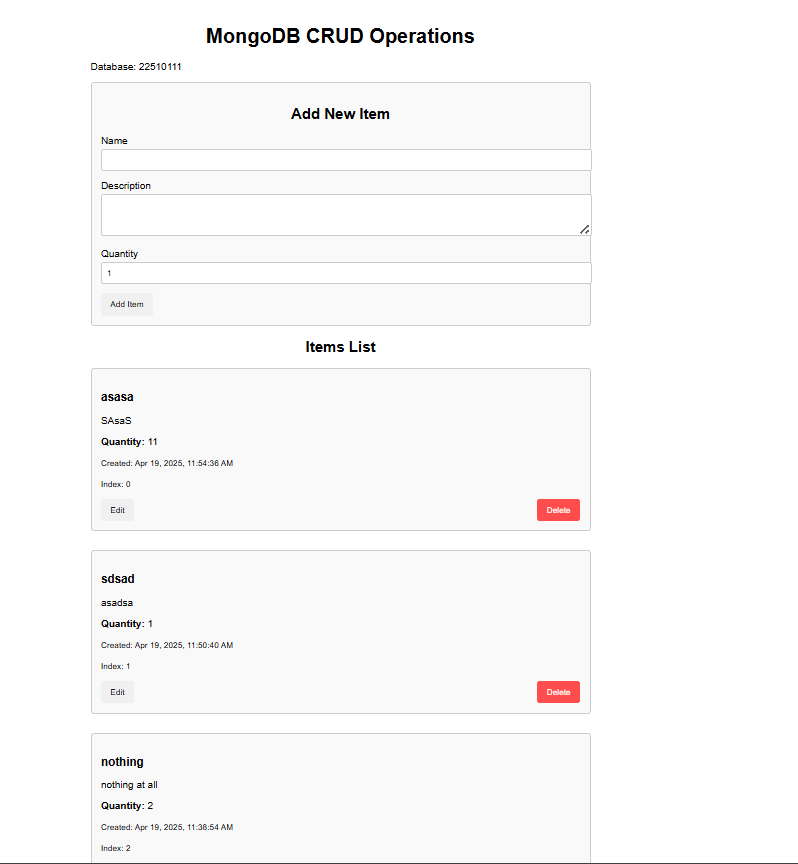 MongoDB CRUD Operations
Database: 22510111
Add New Item
Name
Description
Quantity
1
Add Item
Items List
asasa
SAsaS
Quantity: 11
Created: Apr 19, 2025, 11:54:36 AM
Index: 0
Edit Delete
sdsad
asadsa
Quantity: 1
Created: Apr 19, 2025, 11:50:40 AM
Index: 1
Edit Delete
nothing
nothing at all
Quantity: 2
Created: Apr 19, 2025, 11:38:54 AM
Index: 2